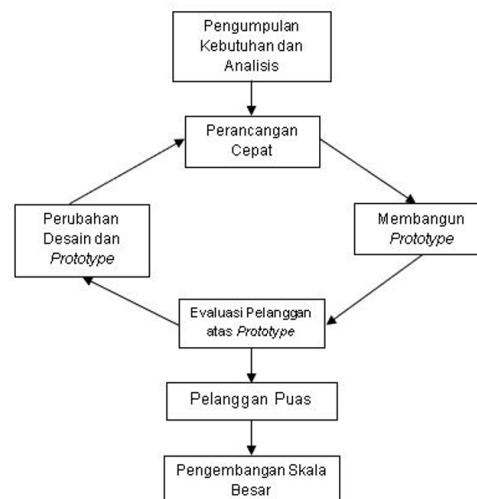 Pengumpulan
Kebutuhan dan
Analisis
Perancangan
Cepat
Perubahan
Desain dan
Prototype
Membangun
Prototype
Evaluasi Pelanggan
atas Prototype
Pelanggan Puas
Pengembangan Skala
Besar